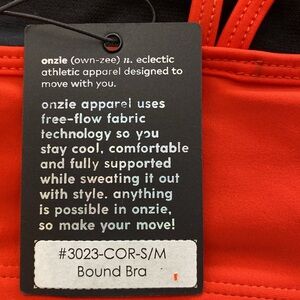 onzie (own-zee) n. eclectic
athletic apparel designed to
move with you.
onzie apparel uses
free-flow fabric
technology so you
stay cool, comfortable
and fully supported
while sweating it out
with style. anything
is possible in onzie,
so make your move!
#3023-COR-S/M
Bound Bra